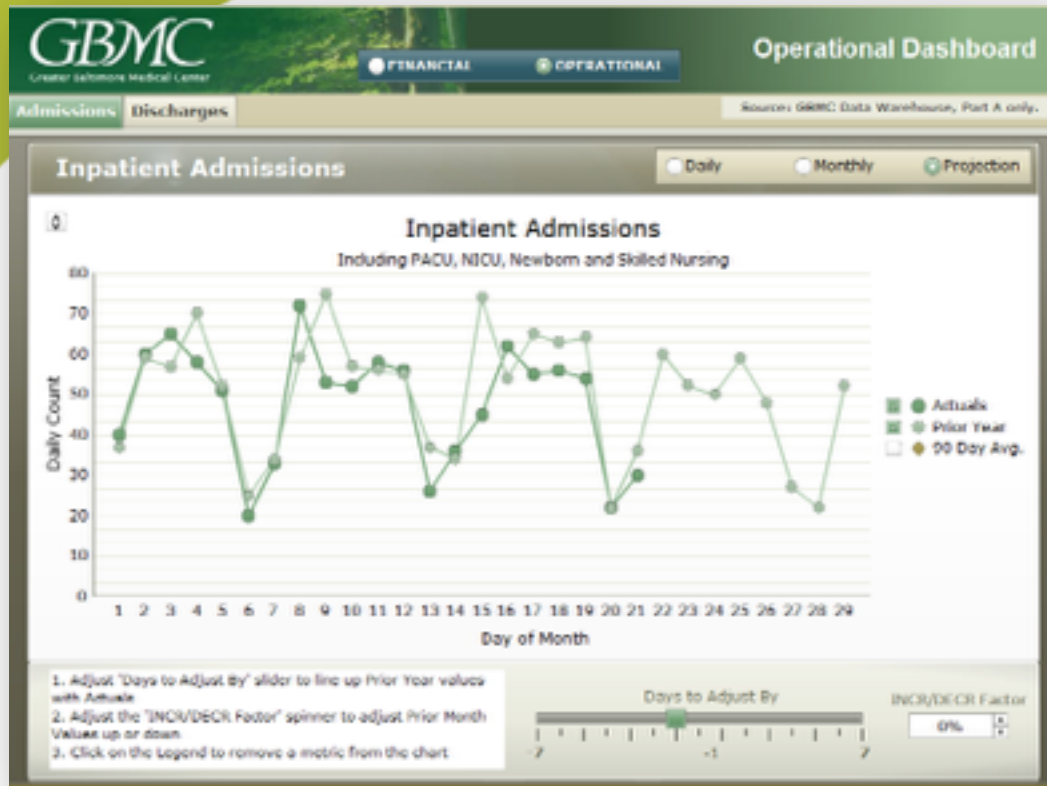 GBMC
Greater Baltimore Medical Center
FINANCIAL OPERATIONAL
Operational Dashboard
Admissions Discharges
Source: GBMC Data Warehouse, Part A only.
Inpatient Admissions
Daily Monthly Projection
Inpatient Admissions
Including PACU, NICU, Newborn and Skilled Nursing
80
70
60
50
40
30
20
10
0
Daily Count
1 2 3 4 5 6 7 8 9 10 11 12 13 14 15 16 17 18 19 20 21 22 23 24 25 26 27 28 29
Day of Month
Actuals
Prior Year
90 Day Avg.
1. Adjust "Days to Adjust By" slider to line up Prior Year values
with Actuals
2. Adjust the "INCR/DECR Factor" spinner to adjust Prior Month
Values up or down
3. Click on the Legend to remove a metric from the chart
Days to Adjust By
-7 -1 7
INCR/DECR Factor
0%